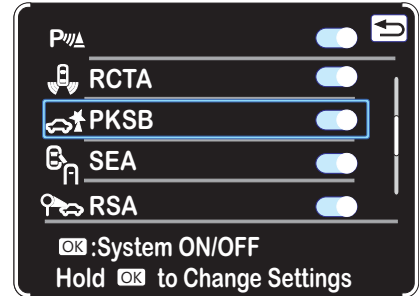 P
RCTA
PKSB
SEA
RSA
OK :System ON/OFF
Hold OK to Change Settings